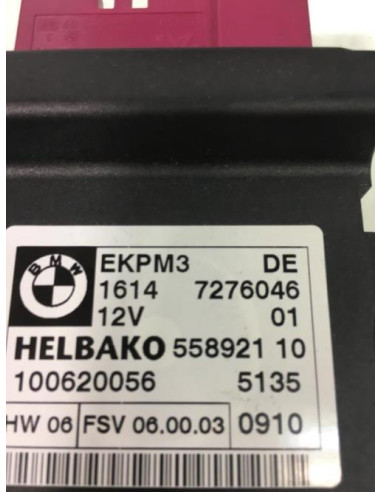 BMW
EKPM3 DE
1614 7276046
12V 01
HELBAKO 558921 10
100620056 5135
HW 06 FSV 06.00.03 0910